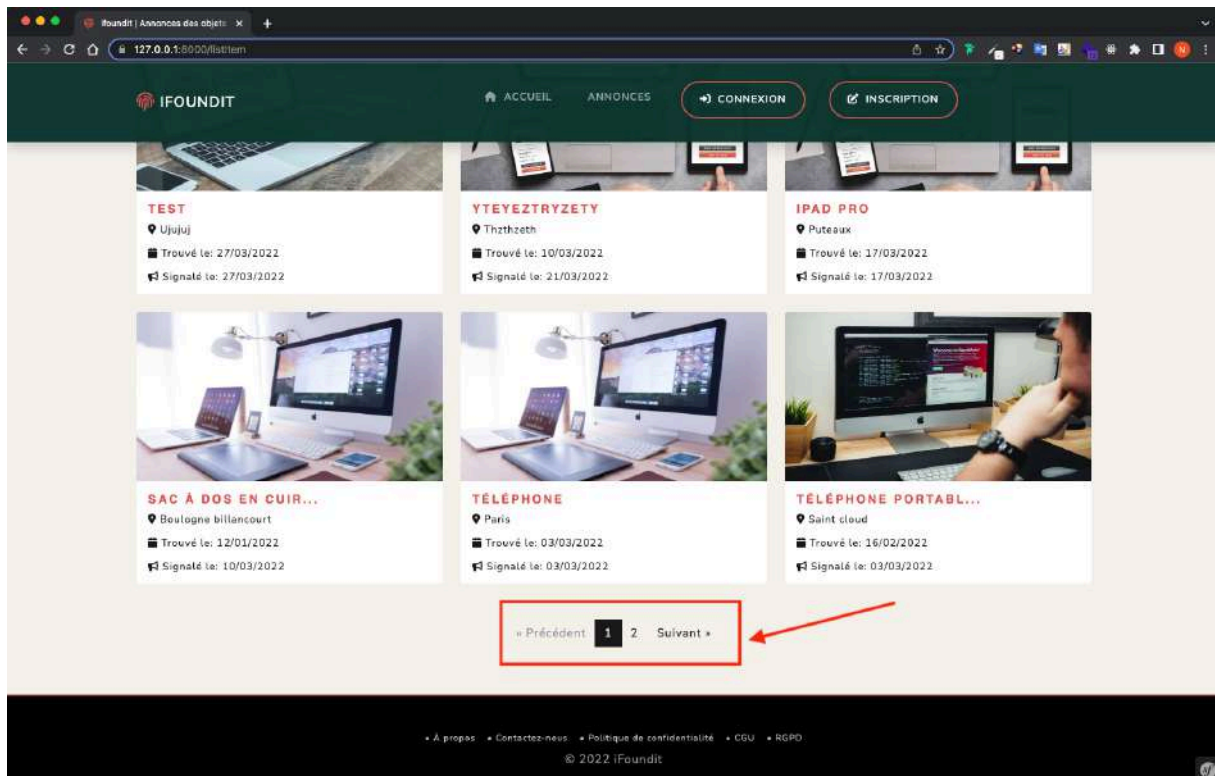 ifoundit | Annonces des objets
127.0.0.1:8000/listitem
IFOUNDIT
ACCUEIL
ANNONCES
CONNEXION
INSCRIPTION
TEST
Ujujuj
Trouvé le: 27/03/2022
Signalé le: 27/03/2022
YTEYEZTRYZETY
Thzthzeth
Trouvé le: 10/03/2022
Signalé le: 21/03/2022
IPAD PRO
Puteaux
Trouvé le: 17/03/2022
Signalé le: 17/03/2022
SAC À DOS EN CUIR...
Boulogne billancourt
Trouvé le: 12/01/2022
Signalé le: 10/03/2022
TÉLÉPHONE
Paris
Trouvé le: 03/03/2022
Signalé le: 03/03/2022
TÉLÉPHONE PORTABL...
Saint cloud
Trouvé le: 16/02/2022
Signalé le: 03/03/2022
« Précédent 1 2 Suivant »
• À propos • Contactez-nous • Politique de confidentialité • CGU • RGPD
© 2022 iFoundit